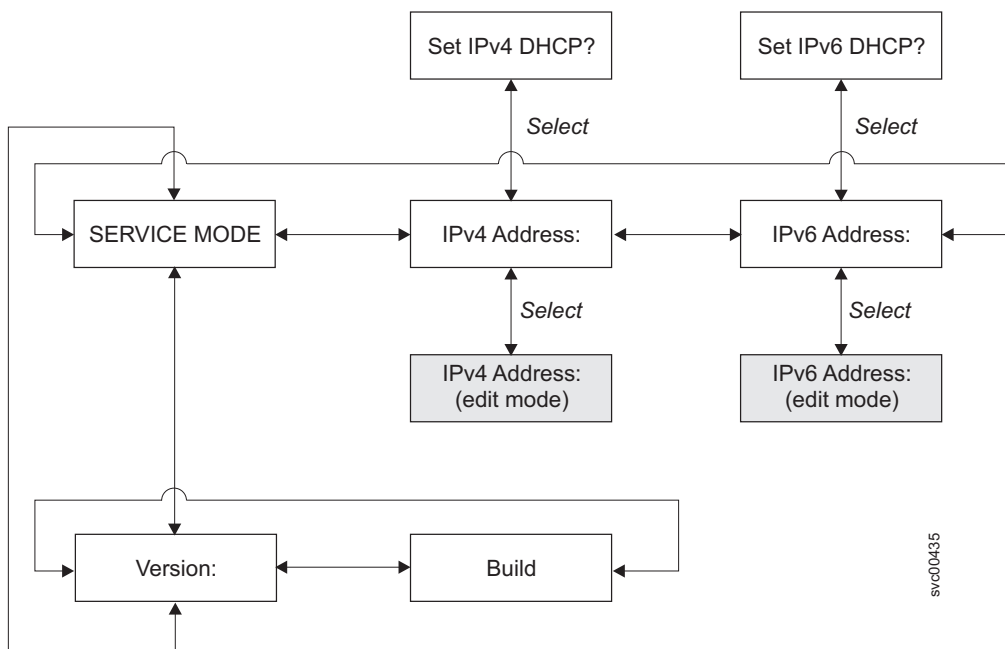 Set IPv4 DHCP?
Set IPv6 DHCP?
Select
Select
SERVICE MODE
IPv4 Address:
IPv6 Address:
Select
Select
IPv4 Address:
(edit mode)
IPv6 Address:
(edit mode)
Version:
Build
svc00435